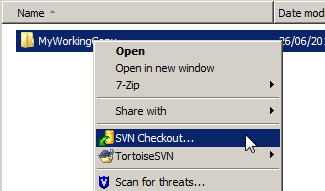 Name Date mod
MyWorkingCopy 26/06/20
Open
Open in new window
7-Zip
Share with
SVN Checkout...
TortoiseSVN
Scan for threats...